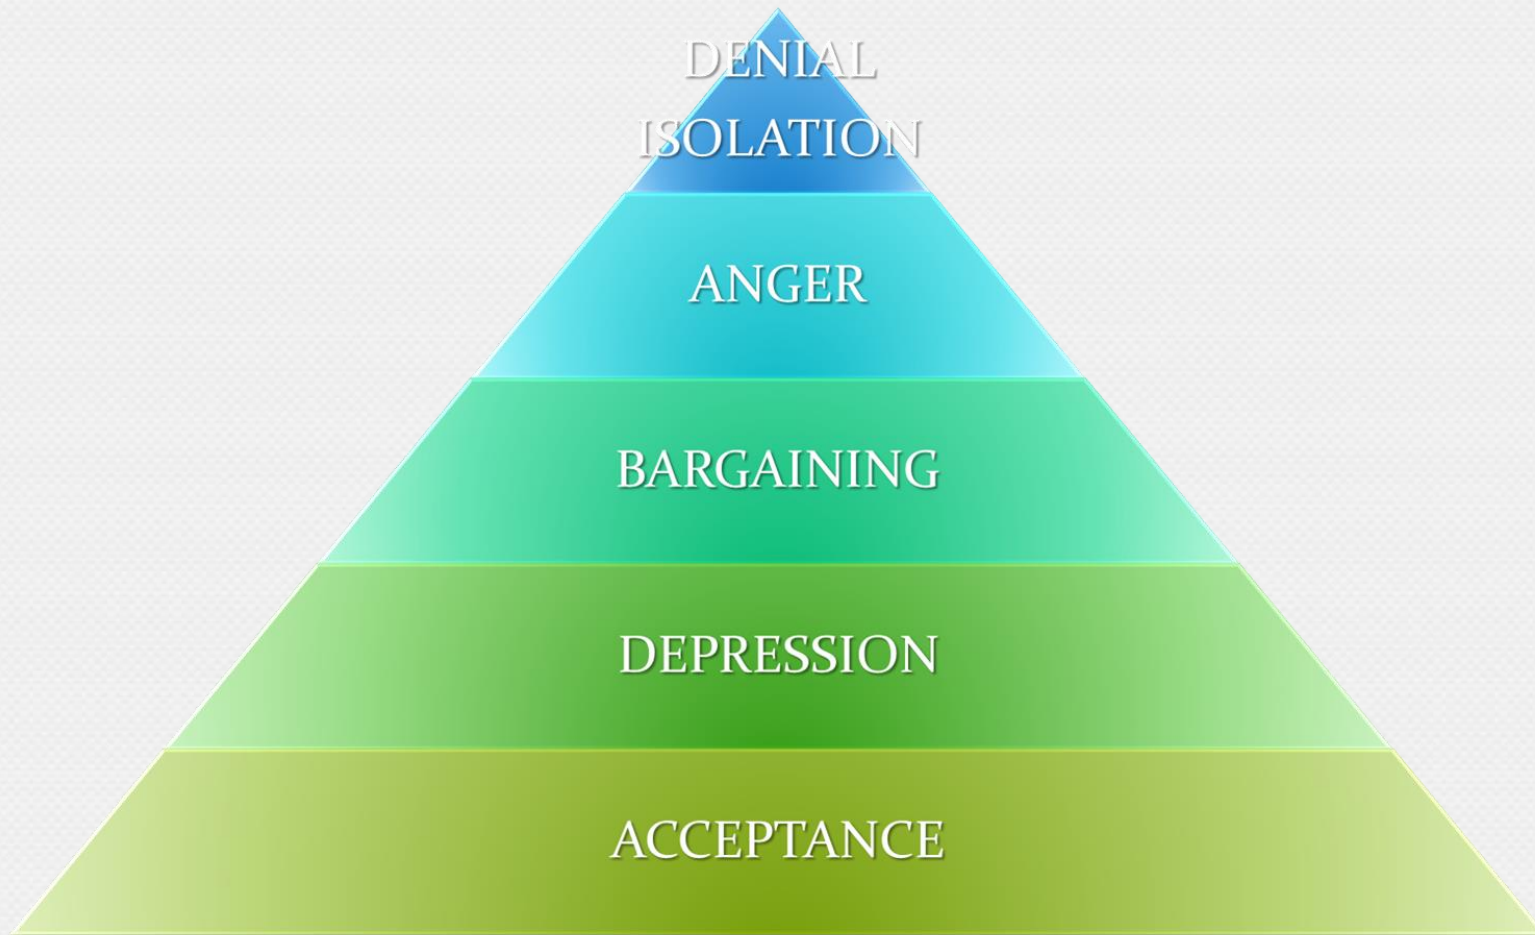 DENIAL
ISOLATION
ANGER
BARGAINING
DEPRESSION
ACCEPTANCE